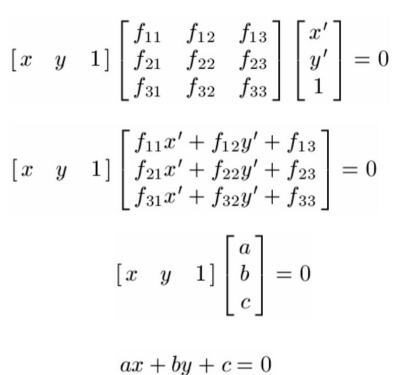 [x y 1] [f₁₁ f₁₂ f₁₃ f₂₁ f₂₂ f₂₃ f₃₁ f₃₂ f₃₃] [x′ y′ 1] = 0
[x y 1] [f₁₁x′ + f₁₂y′ + f₁₃ f₂₁x′ + f₂₂y′ + f₂₃ f₃₁x′ + f₃₂y′ + f₃₃] = 0
[x y 1] [a b c] = 0
ax + by + c = 0